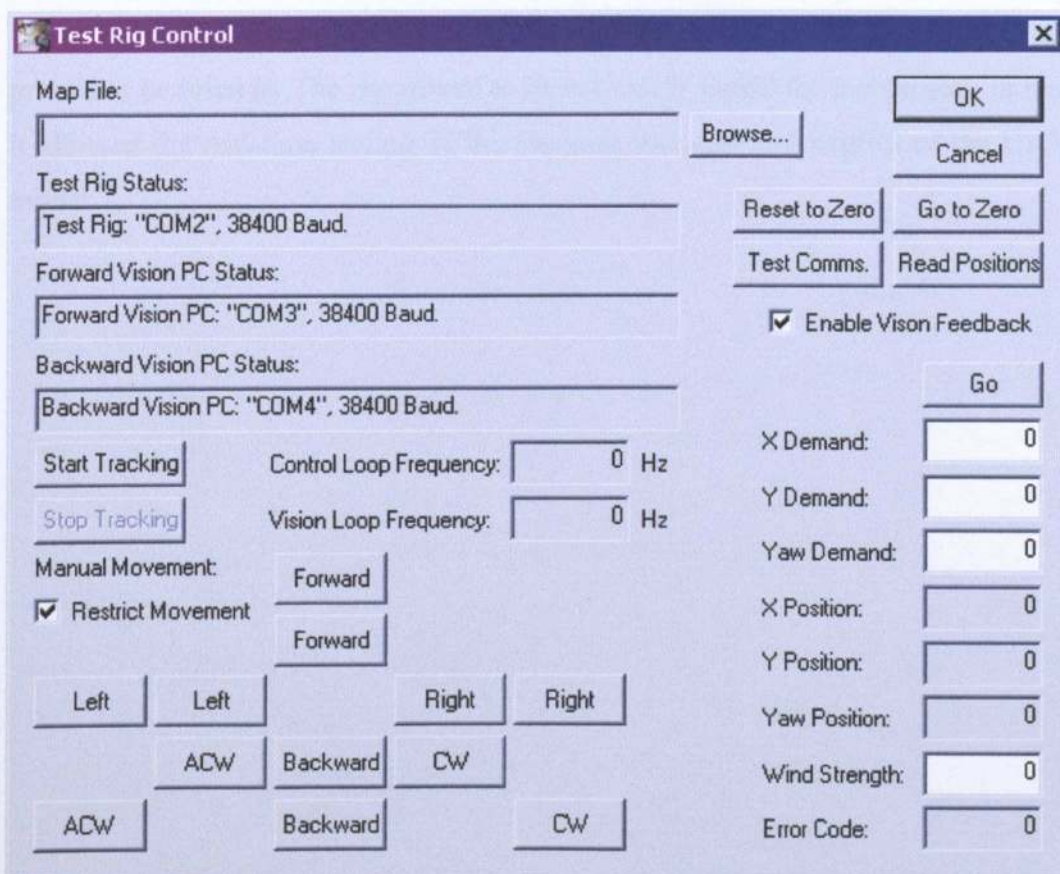 Test Rig Control
Map File:
Browse...
OK
Cancel
Test Rig Status:
Test Rig: "COM2", 38400 Baud.
Reset to Zero
Go to Zero
Forward Vision PC Status:
Forward Vision PC: "COM3", 38400 Baud.
Test Comms.
Read Positions
Enable Vison Feedback
Backward Vision PC Status:
Backward Vision PC: "COM4", 38400 Baud.
Go
Start Tracking
Control Loop Frequency: 0 Hz
Stop Tracking
Vision Loop Frequency: 0 Hz
X Demand: 0
Y Demand: 0
Yaw Demand: 0
X Position: 0
Y Position: 0
Yaw Position: 0
Wind Strength: 0
Error Code: 0
Manual Movement:
Restrict Movement
Forward
Forward
Left Left Right Right
ACW Backward CW
ACW Backward CW